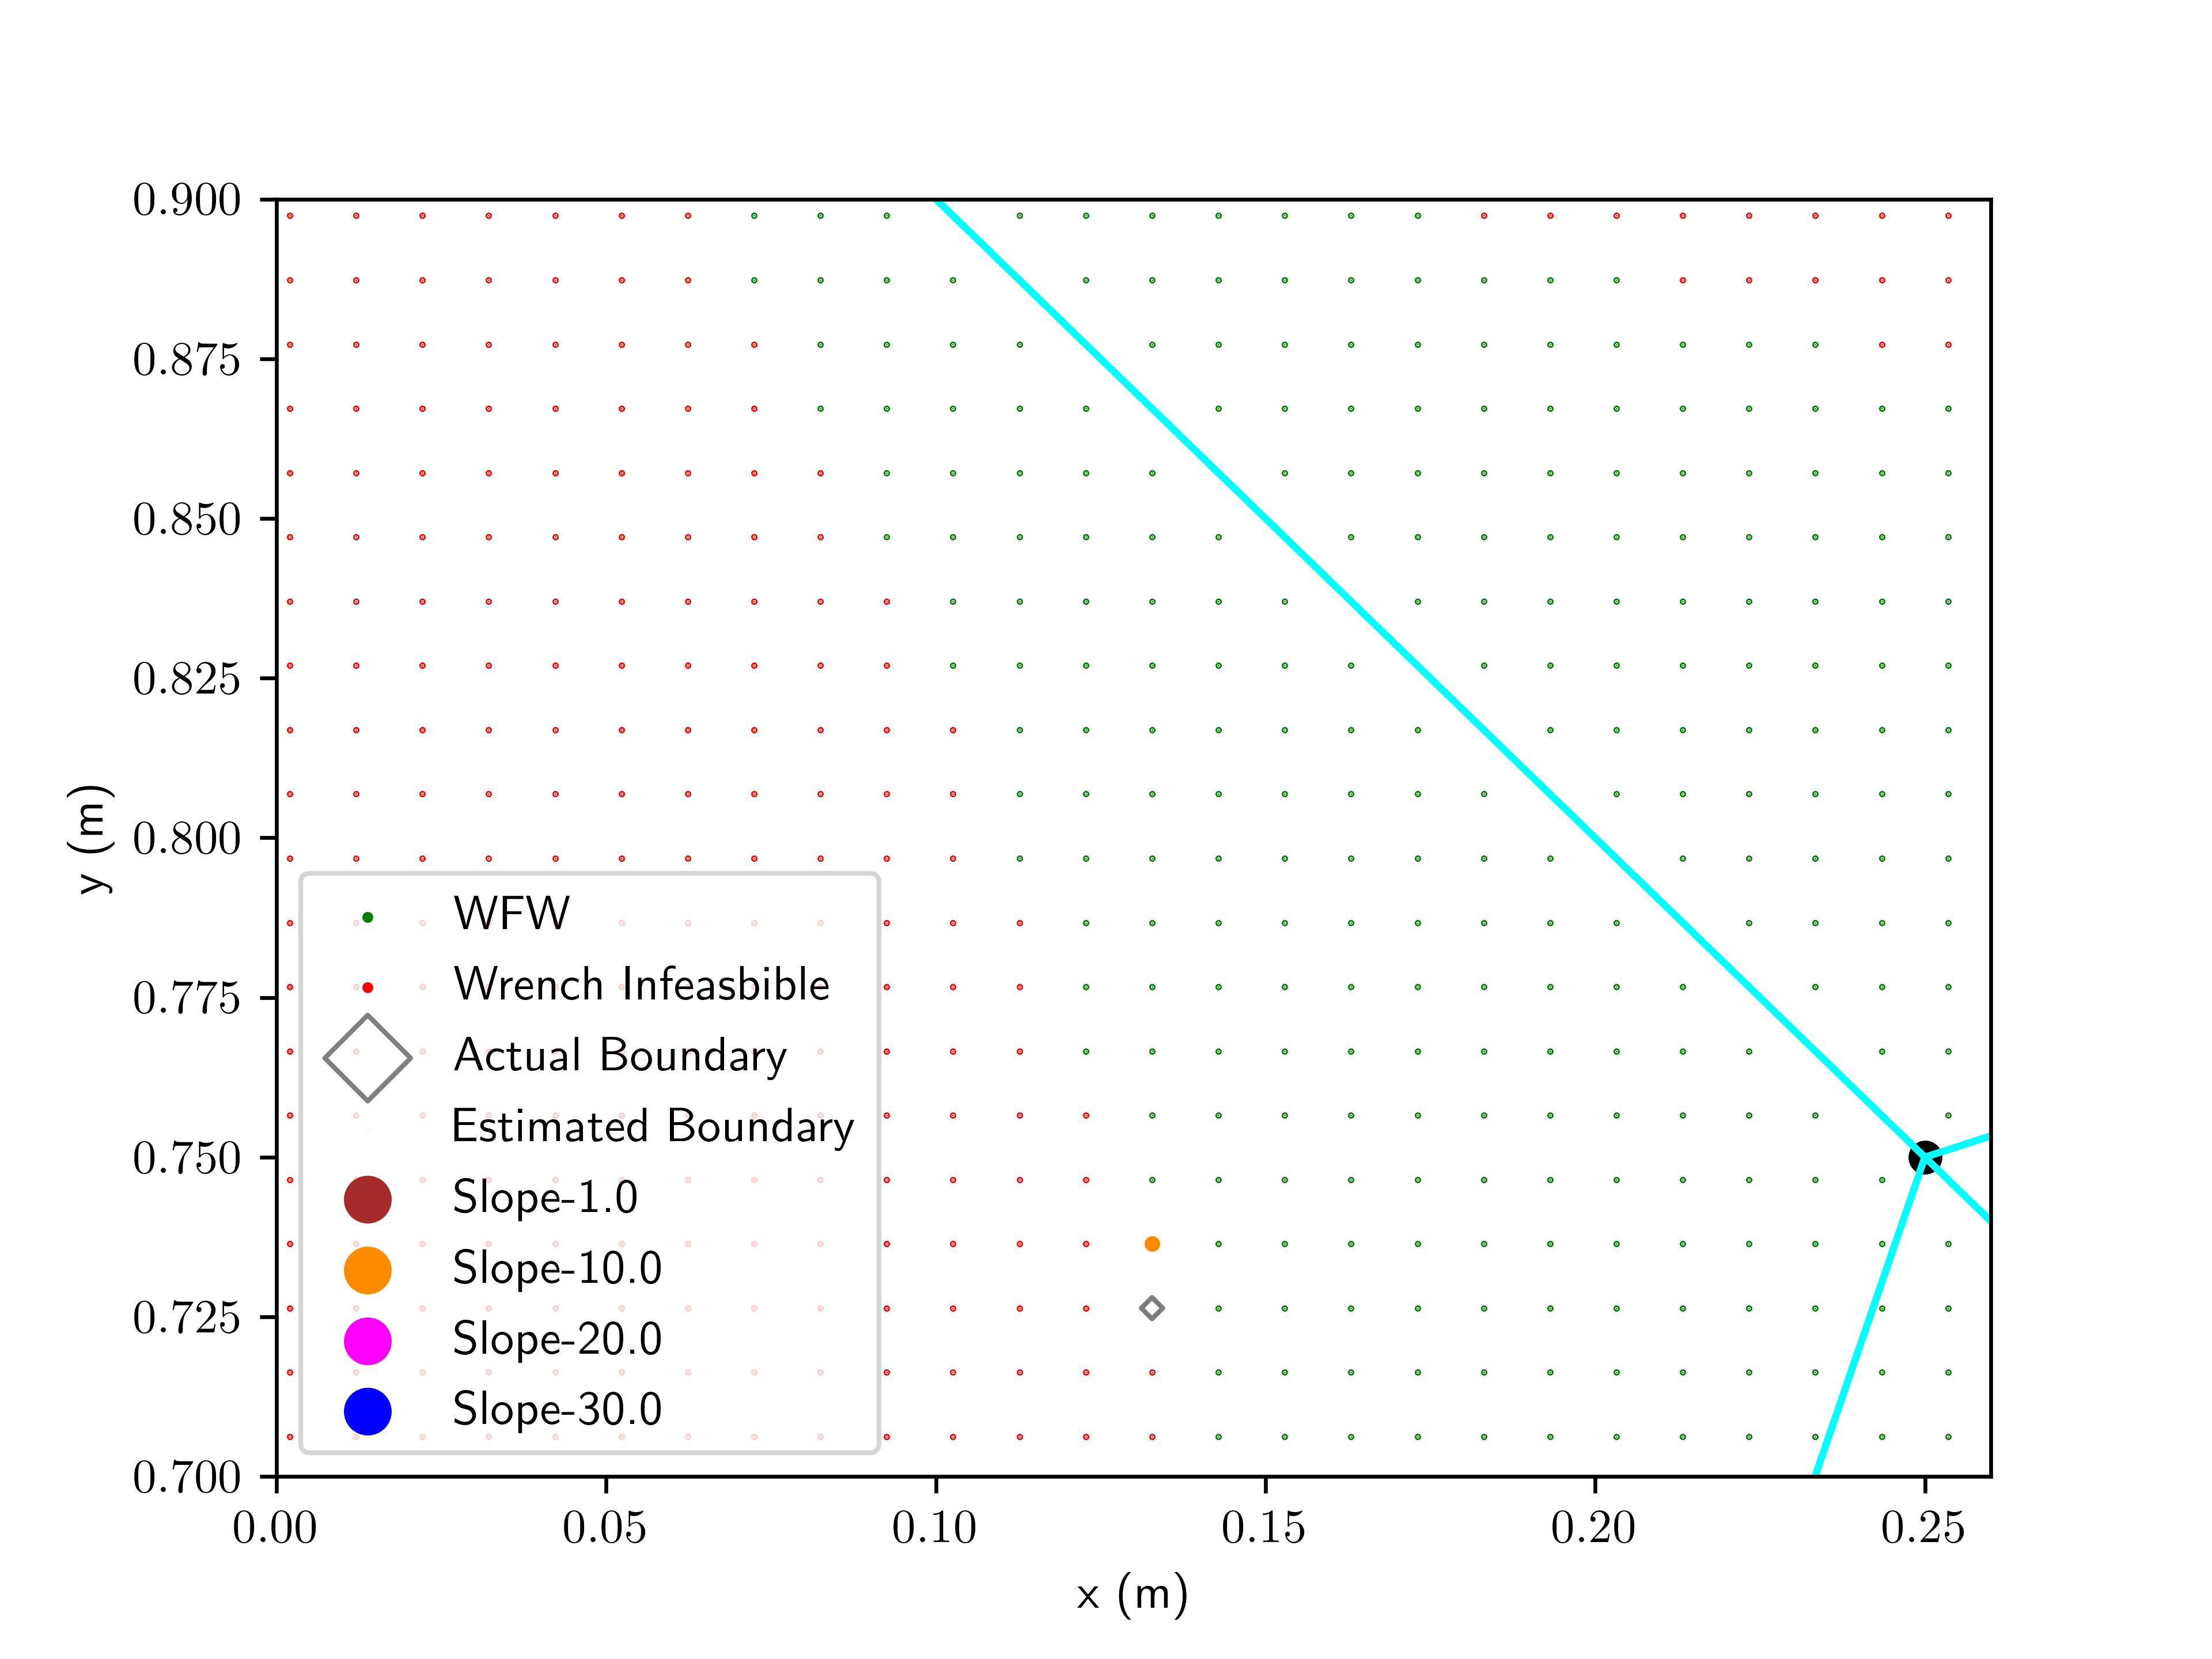 0.900
0.875
0.850
0.825
0.800
0.775
0.750
0.725
0.700
y (m)
WFW
Wrench Infeasbible
Actual Boundary
Estimated Boundary
Slope-1.0
Slope-10.0
Slope-20.0
Slope-30.0
0.00 0.05 0.10 0.15 0.20 0.25
x (m)